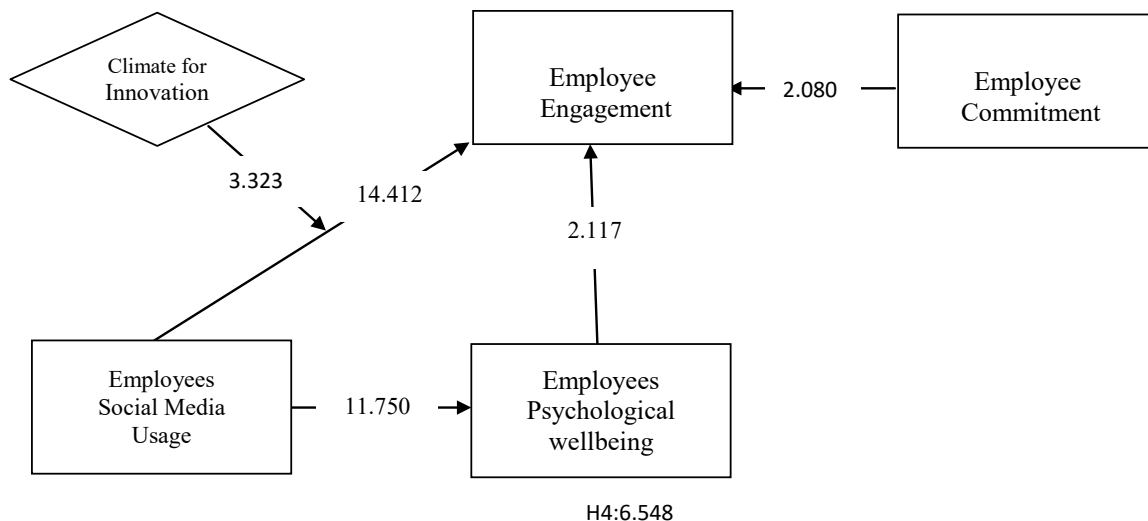 Climate for
Innovation
Employee
Engagement
Employee
Commitment
2.080
3.323
14.412
2.117
Employees
Social Media
Usage
11.750
Employees
Psychological
wellbeing
H4:6.548